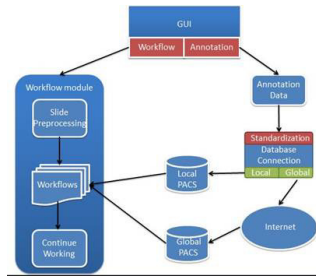 GUI
Workflow Annotation
Workflow module
Slide
Preprocessing
Workflows
Continue
Working
Annotation
Data
Standardization
Database
Connection
Local Global
Local
PACS
Global
PACS
Internet